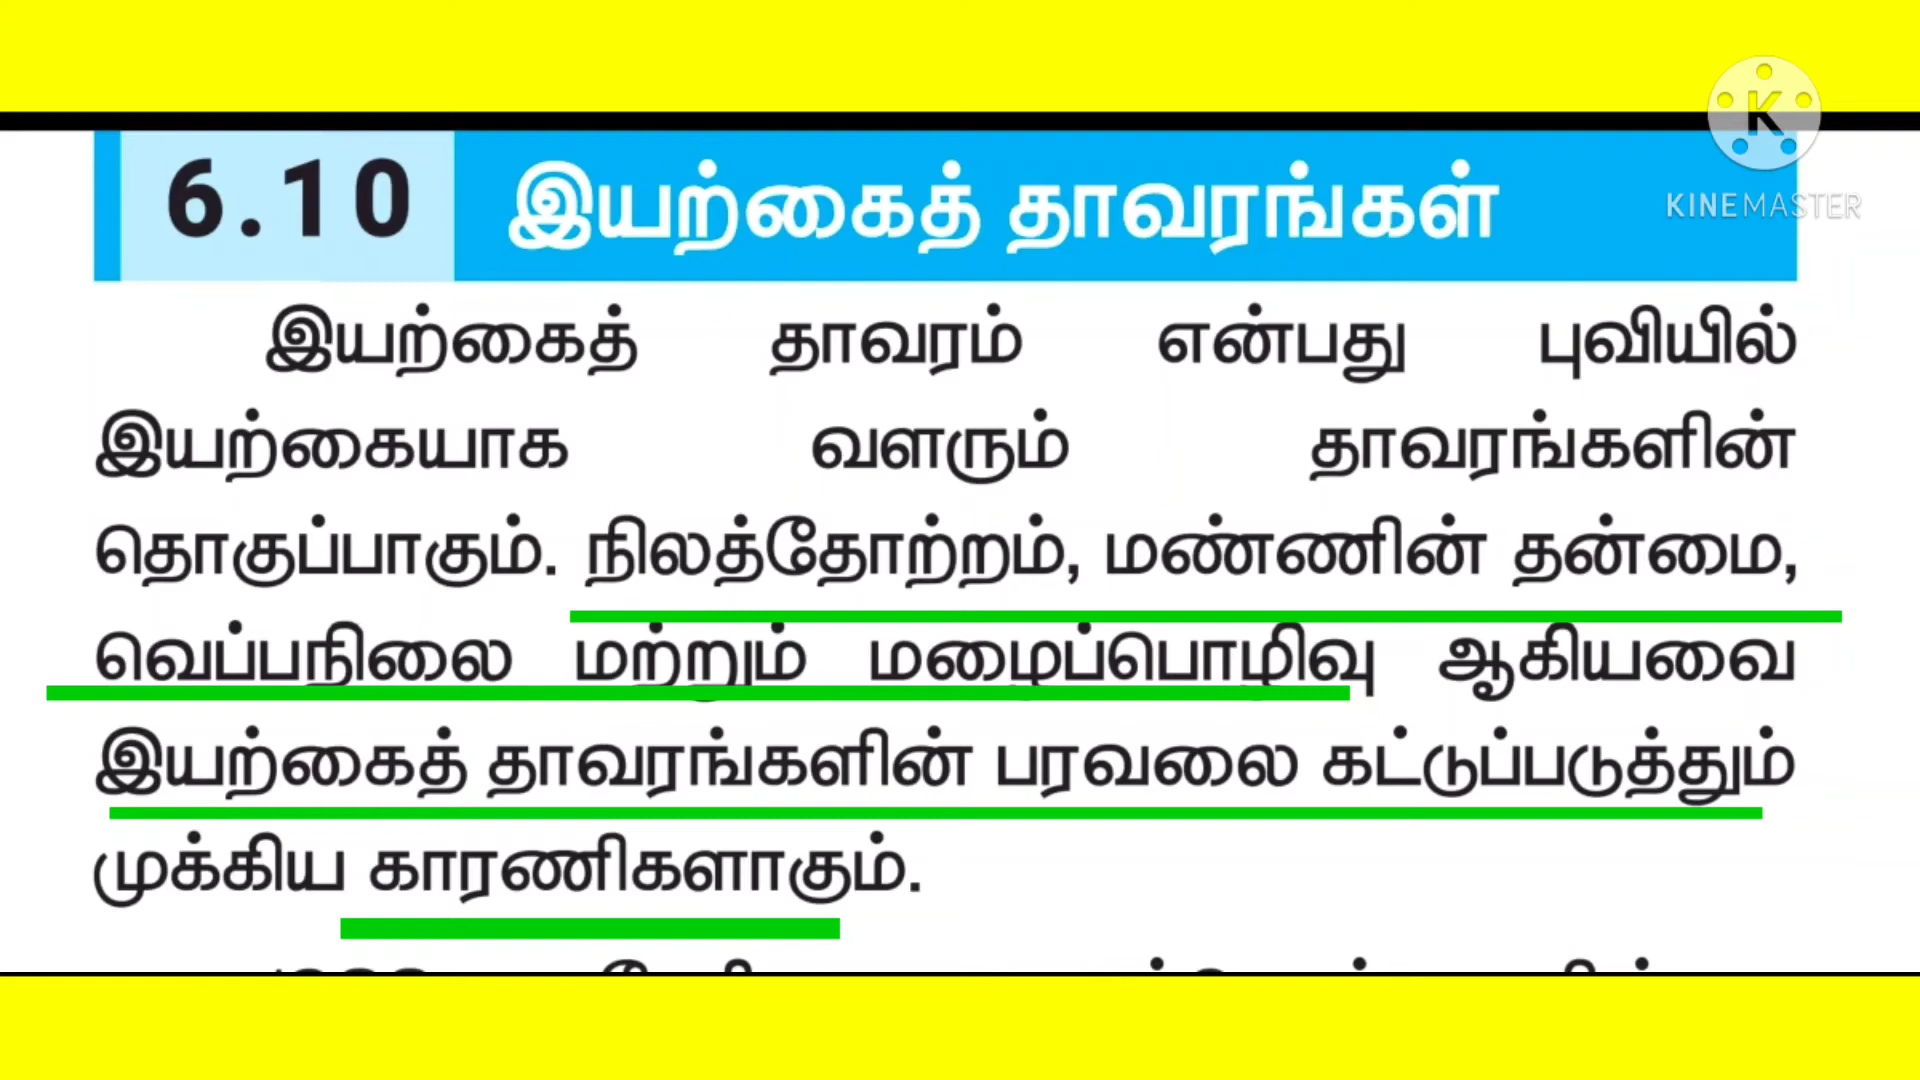 6.10 இயற்கைத் தாவரங்கள்
KINEMASTER
இயற்கைத் தாவரம் என்பது புவியில்
இயற்கையாக வளரும் தாவரங்களின்
தொகுப்பாகும். நிலத்தோற்றம், மண்ணின் தன்மை,
வெப்பநிலை மற்றும் மழைப்பொழிவு ஆகியவை
இயற்கைத் தாவரங்களின் பரவலை கட்டுப்படுத்தும்
முக்கிய காரணிகளாகும்.